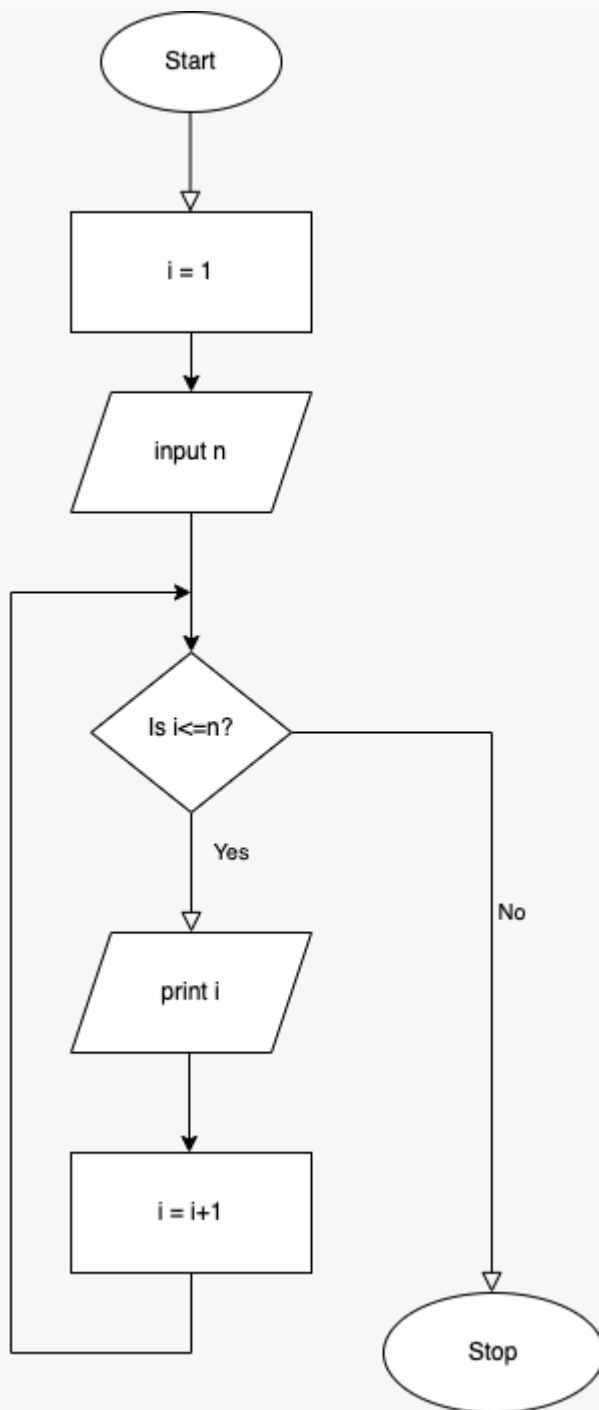 Start
i = 1
input n
Is i<=n?
Yes
No
print i
i = i+1
Stop